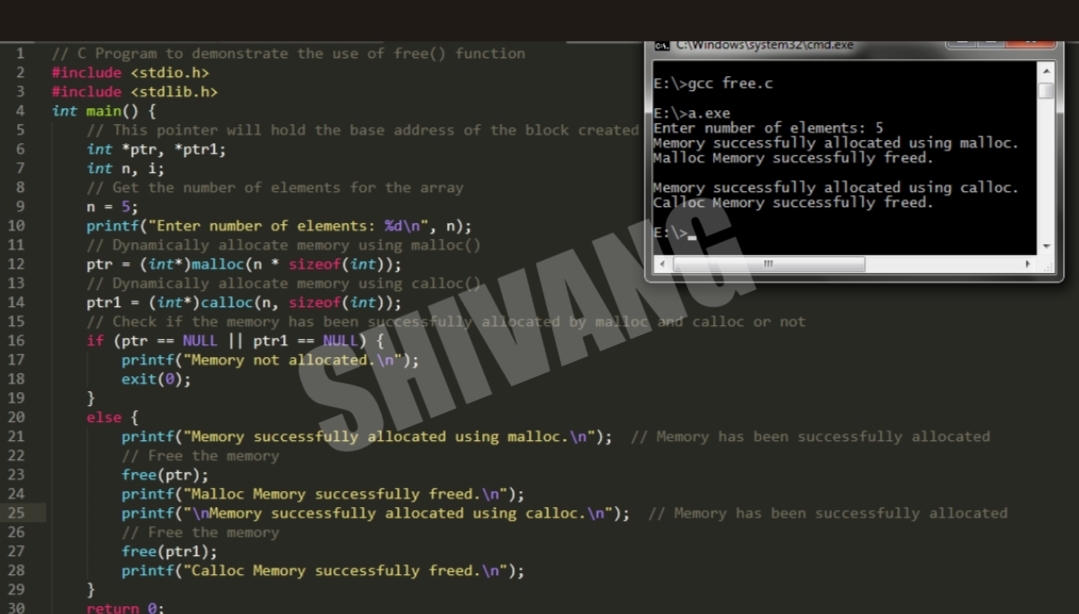 1 // C Program to demonstrate the use of free() function
2 #include <stdio.h>
3 #include <stdlib.h>
4 int main() {
5 // This pointer will hold the base address of the block created
6 int *ptr, *ptr1;
7 int n, i;
8 // Get the number of elements for the array
9 n = 5;
10 printf("Enter number of elements: %d\n", n);
11 // Dynamically allocate memory using malloc()
12 ptr = (int*)malloc(n * sizeof(int));
13 // Dynamically allocate memory using calloc()
14 ptr1 = (int*)calloc(n, sizeof(int));
15 // Check if the memory has been successfully allocated by malloc and calloc or not
16 if (ptr == NULL || ptr1 == NULL) {
17 printf("Memory not allocated.\n");
18 exit(0);
19 }
20 else {
21 printf("Memory successfully allocated using malloc.\n"); // Memory has been successfully allocated
22 // Free the memory
23 free(ptr);
24 printf("Malloc Memory successfully freed.\n");
25 printf("\nMemory successfully allocated using calloc.\n"); // Memory has been successfully allocated
26 // Free the memory
27 free(ptr1);
28 printf("Calloc Memory successfully freed.\n");
29 }
30 return 0;
C:\Windows\system32\cmd.exe
E:\>gcc free.c
E:\>a.exe
Enter number of elements: 5
Memory successfully allocated using malloc.
Malloc Memory successfully freed.
Memory successfully allocated using calloc.
Calloc Memory successfully freed.
E:\>_
SHIVANG